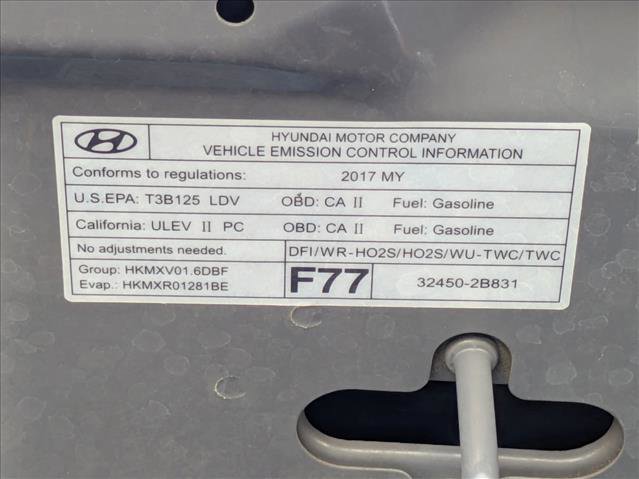 HYUNDAI MOTOR COMPANY
VEHICLE EMISSION CONTROL INFORMATION
Conforms to regulations: 2017 MY
U.S.EPA: T3B125 LDV OBD: CA II Fuel: Gasoline
California: ULEV II PC OBD: CA II Fuel: Gasoline
No adjustments needed. DFI/WR-HO2S/HO2S/WU-TWC/TWC
Group: HKMXV01.6DBF
Evap.: HKMXR01281BE
F77 32450-2B831